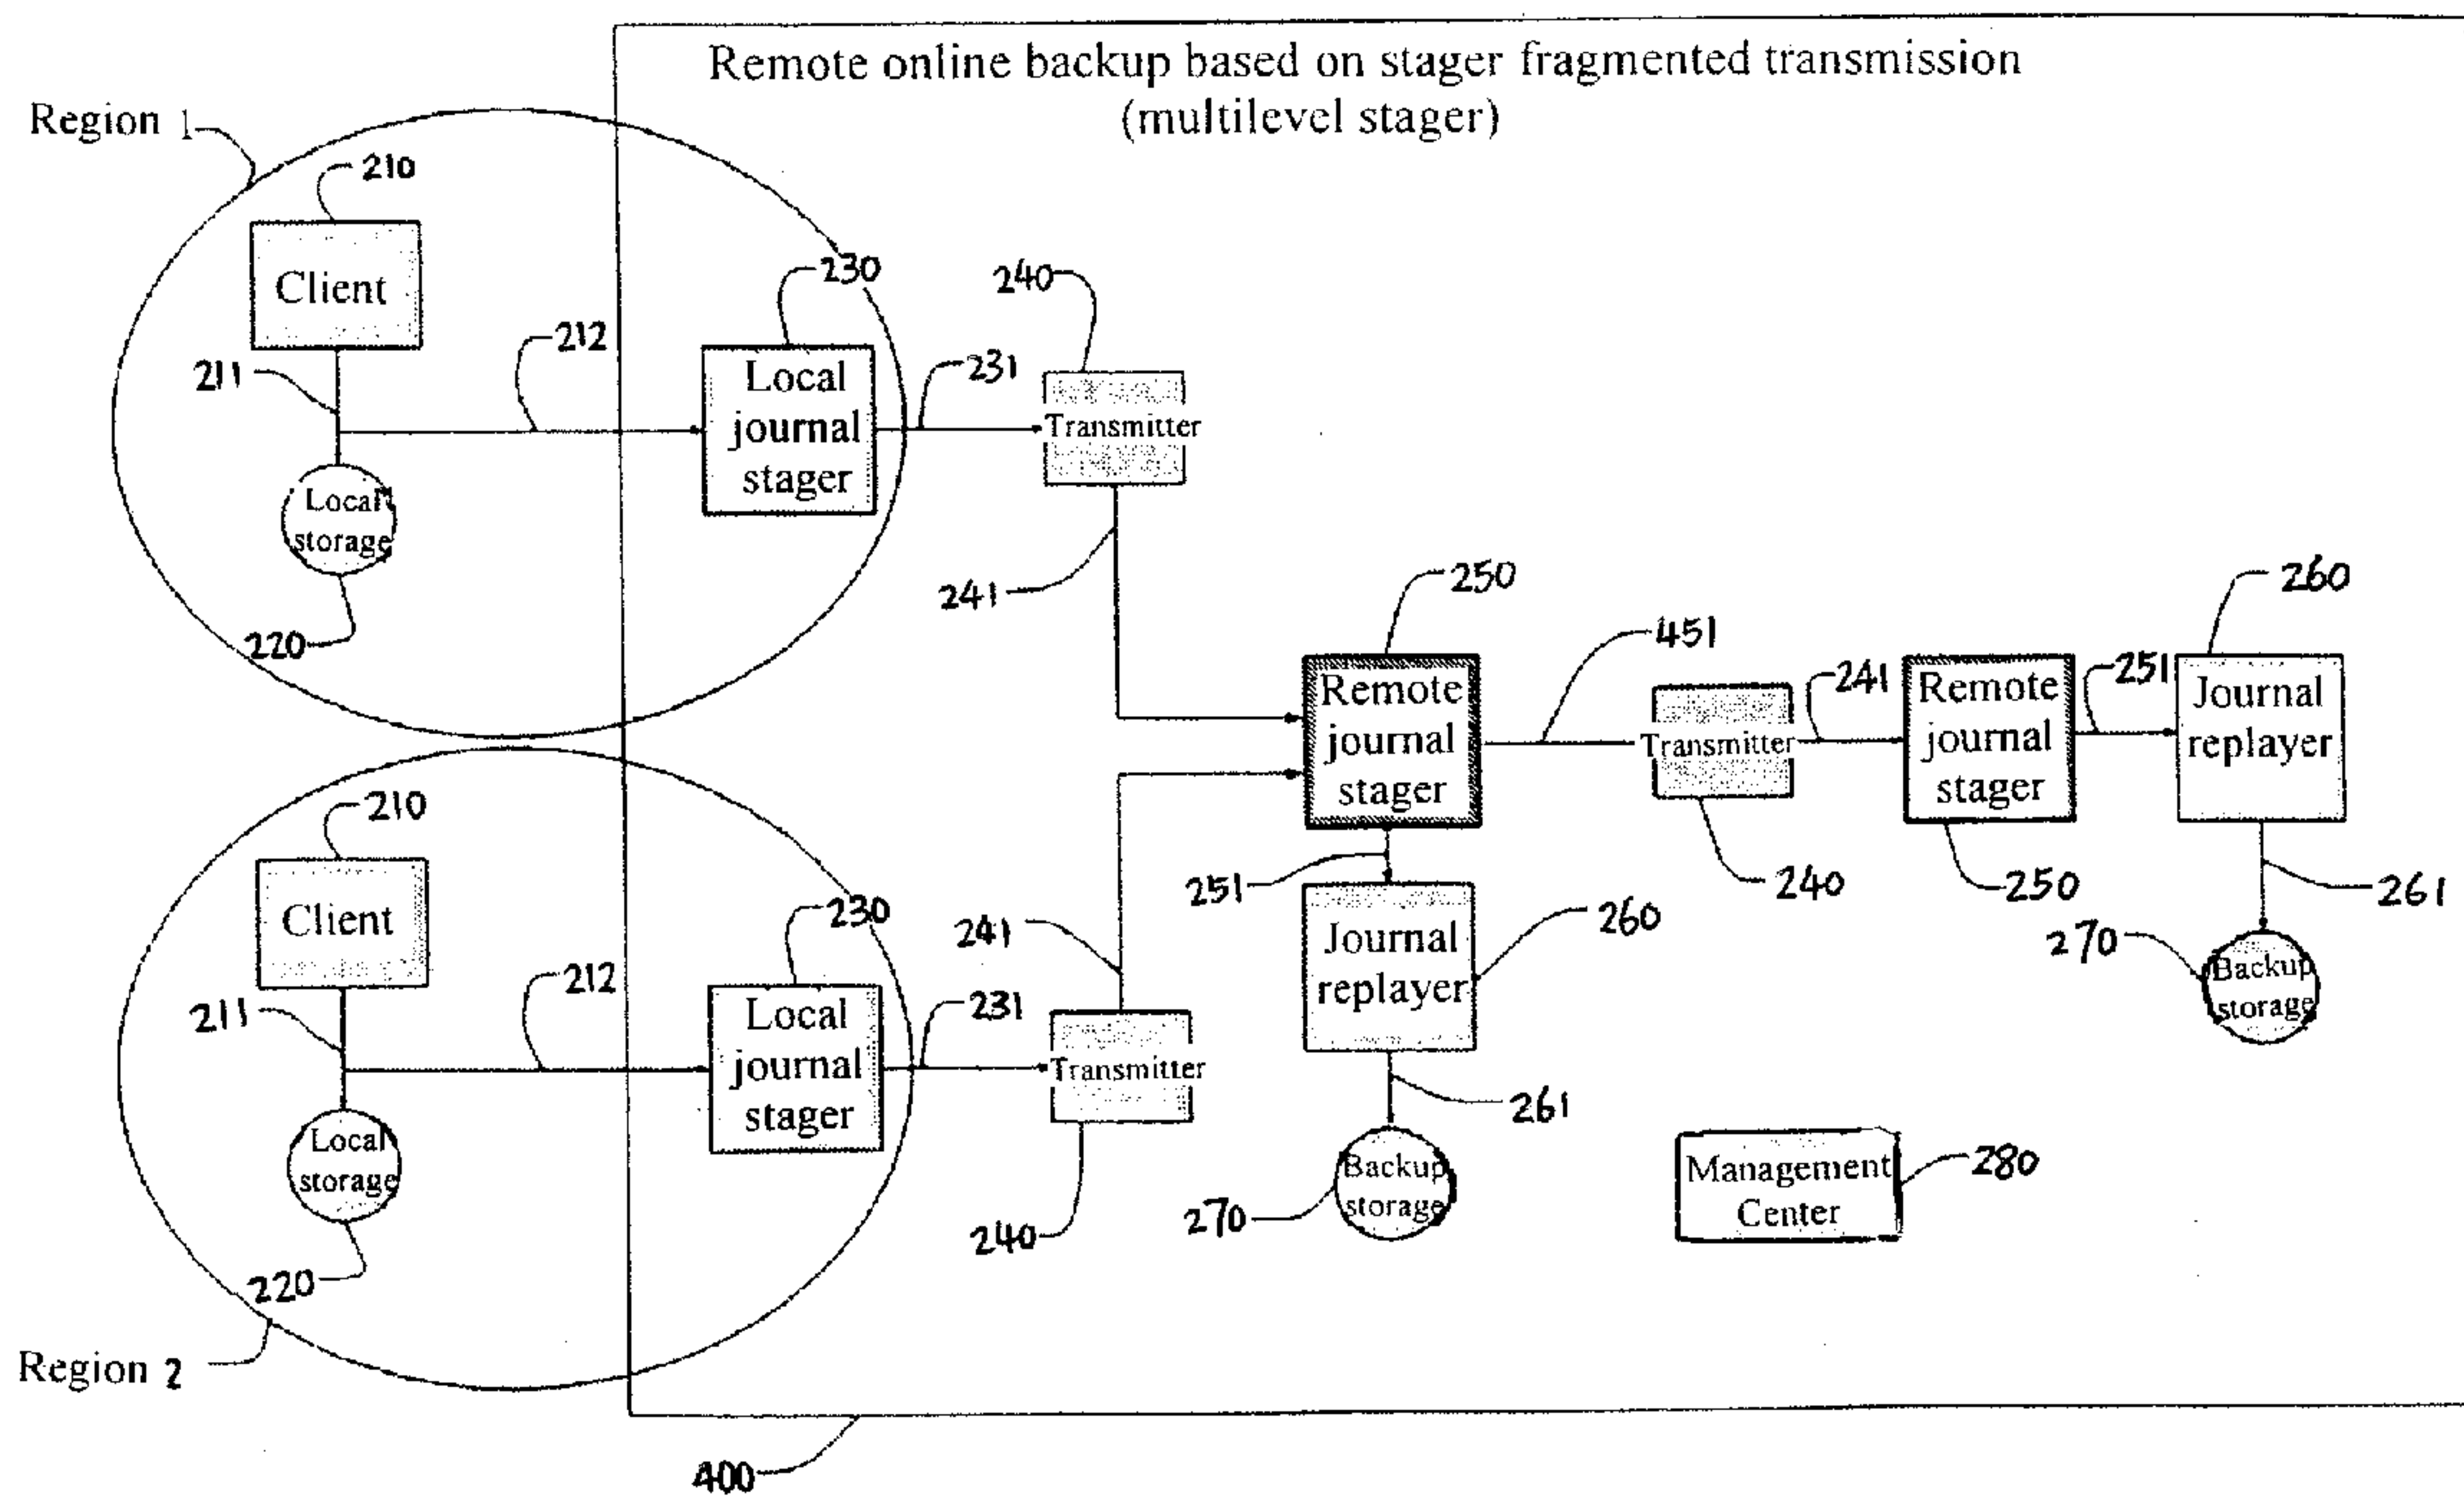 Remote online backup based on stager fragmented transmission
(multilevel stager)
Region 1
210
Client
211
212
230
Local
journal
stager
231
240
Transmitter
Local
storage
220
241
250
Remote
journal
stager
451
Transmitter
240
241
Remote
journal
stager
250
251
260
Journal
replayer
261
270
Backup
storage
251
Journal
replayer
260
261
270
Backup
storage
210
Client
211
212
230
Local
journal
stager
231
241
Transmitter
240
Local
storage
220
Region 2
Management
Center
280
400